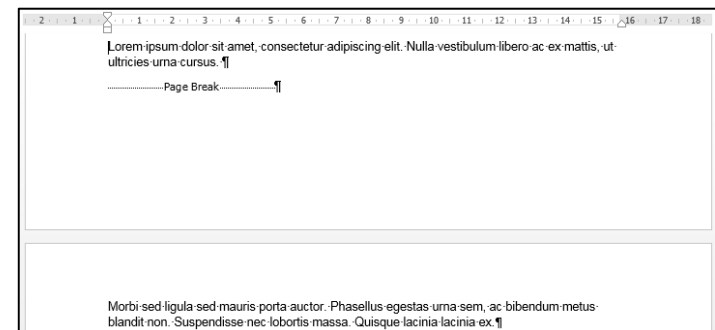 2 1 1 2 3 4 5 6 7 8 9 10 11 12 13 14 15 16 17 18
Lorem·ipsum·dolor·sit·amet,·consectetur·adipiscing·elit.·Nulla·vestibulum·libero·ac·ex·mattis,·ut·
ultricies·urna·cursus.·¶
Page Break¶
Morbi·sed·ligula·sed·mauris·porta·auctor.·Phasellus·egestas·urna·sem,·ac·bibendum·metus·
blandit·non.·Suspendisse·nec·lobortis·massa.·Quisque·lacinia·lacinia·ex.¶